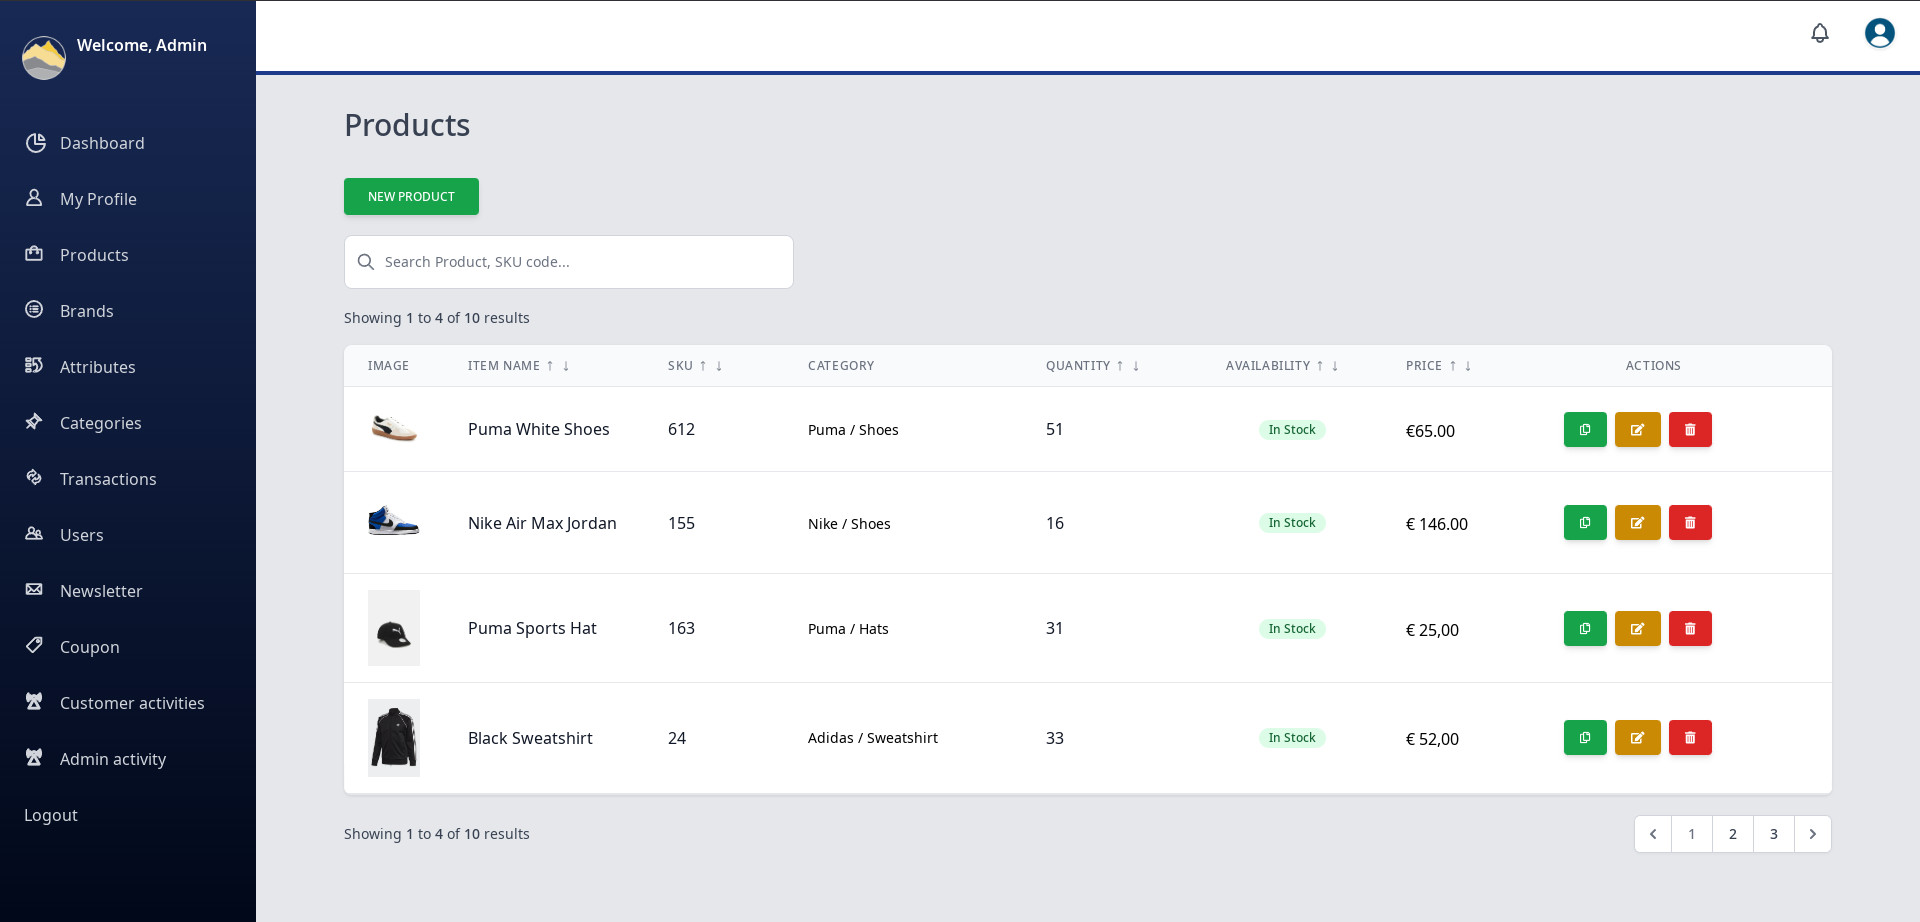 Welcome, Admin
Dashboard
My Profile
Products
Brands
Attributes
Categories
Transactions
Users
Newsletter
Coupon
Customer activities
Admin activity
Logout
Products
NEW PRODUCT
Search Product, SKU code...
Showing 1 to 4 of 10 results
IMAGE ITEM NAME ↑ ↓ SKU ↑ ↓ CATEGORY QUANTITY ↑ ↓ AVAILABILITY ↑ ↓ PRICE ↑ ↓ ACTIONS
Puma White Shoes 612 Puma / Shoes 51 In Stock €65.00
Nike Air Max Jordan 155 Nike / Shoes 16 In Stock € 146.00
Puma Sports Hat 163 Puma / Hats 31 In Stock € 25,00
Black Sweatshirt 24 Adidas / Sweatshirt 33 In Stock € 52,00
Showing 1 to 4 of 10 results
1 2 3